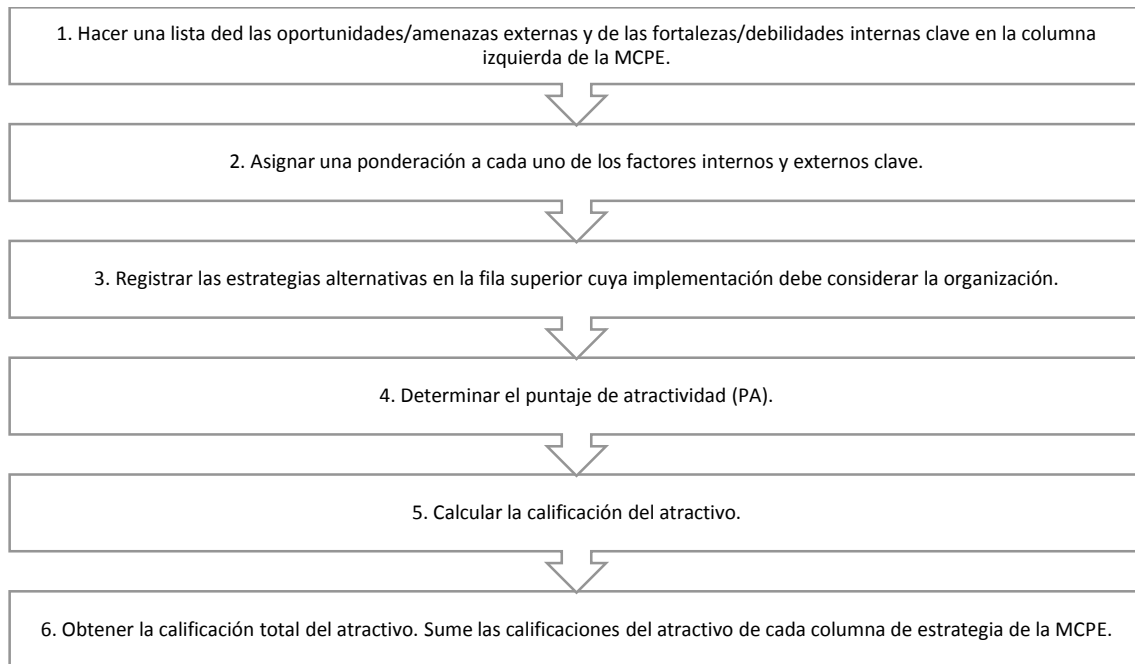 1. Hacer una lista ded las oportunidades/amenazas externas y de las fortalezas/debilidades internas clave en la columna
izquierda de la MCPE.
2. Asignar una ponderación a cada uno de los factores internos y externos clave.
3. Registrar las estrategias alternativas en la fila superior cuya implementación debe considerar la organización.
4. Determinar el puntaje de atractividad (PA).
5. Calcular la calificación del atractivo.
6. Obtener la calificación total del atractivo. Sume las calificaciones del atractivo de cada columna de estrategia de la MCPE.